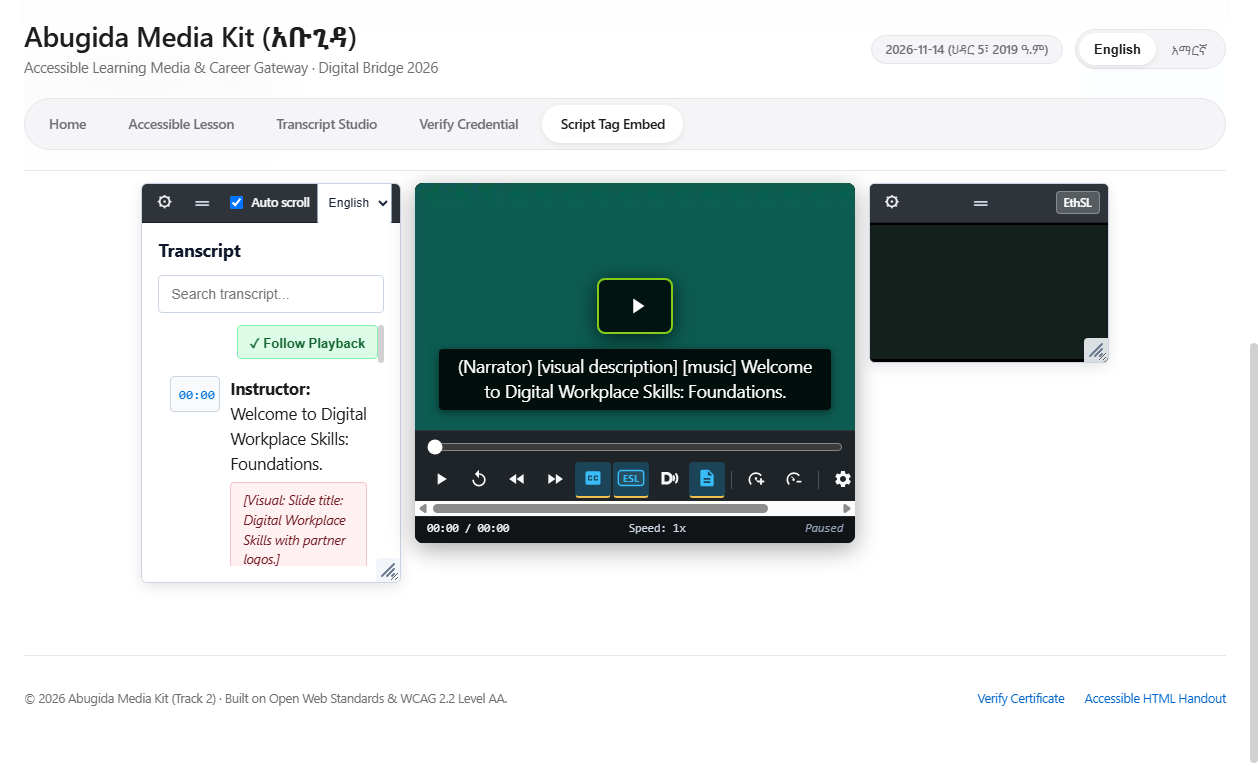 Abugida Media Kit (አቡጊዳ)
Accessible Learning Media & Career Gateway · Digital Bridge 2026
2026-11-14 (ህዳር 5፣ 2019 ዓ.ም)
English
አማርኛ
Home
Accessible Lesson
Transcript Studio
Verify Credential
Script Tag Embed
Auto scroll
English
Transcript
Search transcript...
✓ Follow Playback
00:00
Instructor:
Welcome to Digital
Workplace Skills:
Foundations.
[Visual: Slide title:
Digital Workplace
Skills with partner
logos.]
(Narrator) [visual description] [music] Welcome
to Digital Workplace Skills: Foundations.
CC
ESL
D
00:00 / 00:00
Speed: 1x
Paused
EthSL
© 2026 Abugida Media Kit (Track 2) · Built on Open Web Standards & WCAG 2.2 Level AA.
Verify Certificate
Accessible HTML Handout